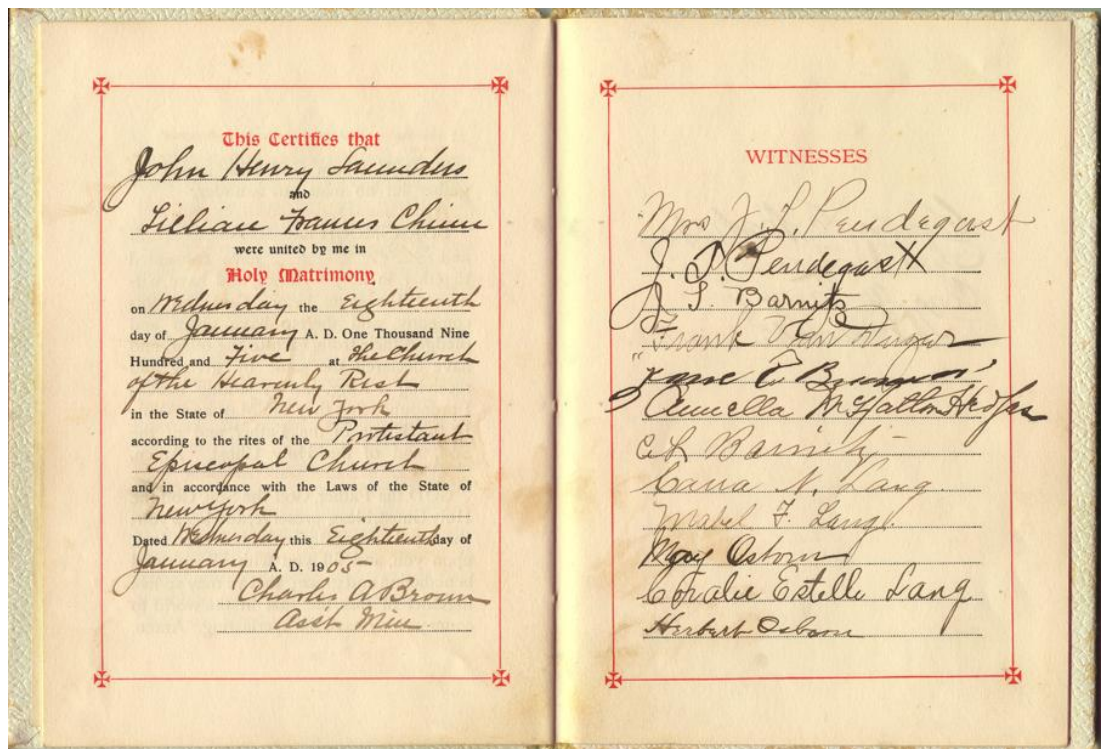 This Certifies that
John Henry Saunders
and
Lillian Frances Chinn
were united by me in
Holy Matrimony
on Wednesday the Eighteenth
day of January A. D. One Thousand Nine
Hundred and Five at the Church
of the Heavenly Rest
in the State of New York
according to the rites of the Protestant
Episcopal Church
and in accordance with the Laws of the State of
New York
Dated Wednesday this Eighteenth day of
January A. D. 1905
Charles A Brown
Asst Min
WITNESSES
Mrs J. L. Pendegast
J. T. Pendegast
J S. Barnitz
Frank Van
E
Hedges
C R Barnitz
N. Lang
Mabel F. Lang.
May Osborn
Coralie Estelle Lang
Herbert Osborn